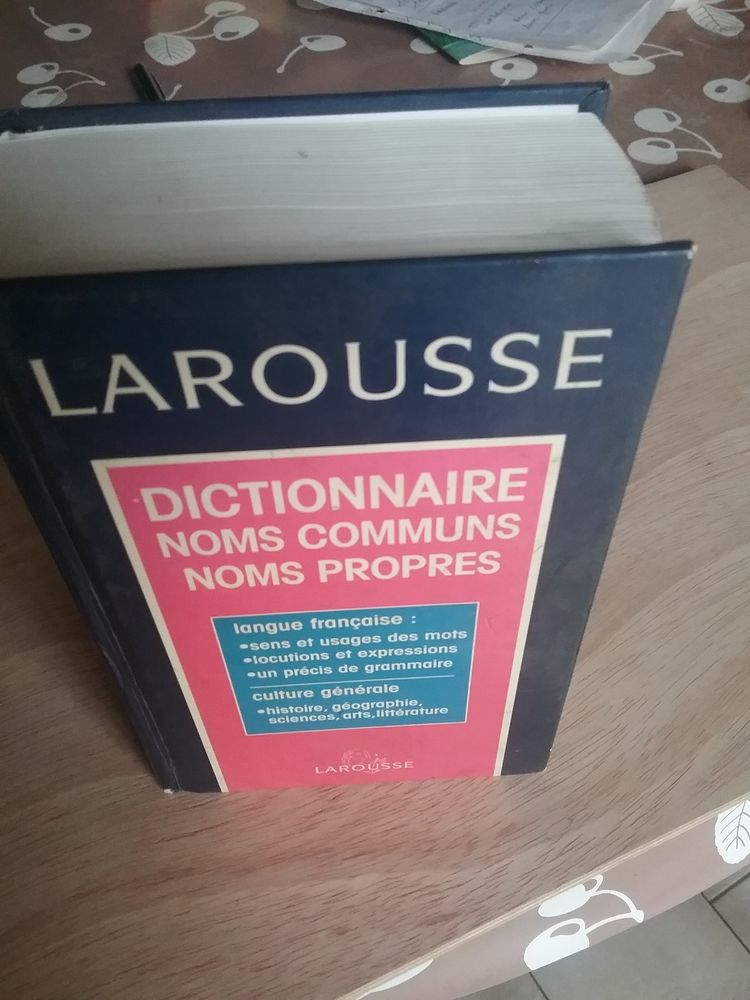 LAROUSSE
DICTIONNAIRE
NOMS COMMUNS
NOMS PROPRES
langue française :
•sens et usages des mots
•locutions et expressions
•un précis de grammaire
culture générale
•histoire, géographie,
sciences, arts, littérature
LAROUSSE